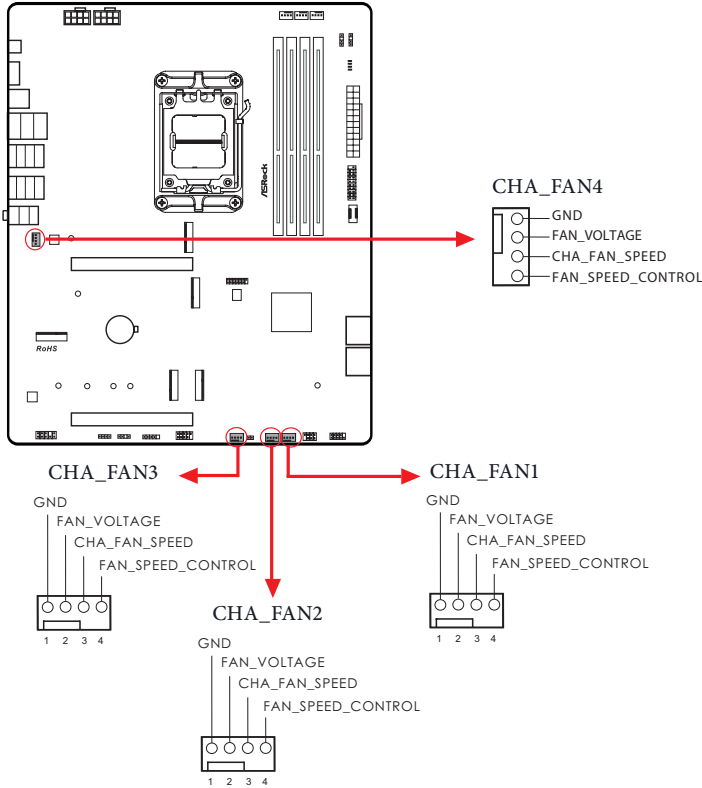 /ISRock
CHA_FAN4
GND
FAN_VOLTAGE
CHA_FAN_SPEED
FAN_SPEED_CONTROL
RoHS
CHA_FAN3
GND
FAN_VOLTAGE
CHA_FAN_SPEED
FAN_SPEED_CONTROL
1 2 3 4
CHA_FAN1
GND
FAN_VOLTAGE
CHA_FAN_SPEED
FAN_SPEED_CONTROL
1 2 3 4
CHA_FAN2
GND
FAN_VOLTAGE
CHA_FAN_SPEED
FAN_SPEED_CONTROL
1 2 3 4